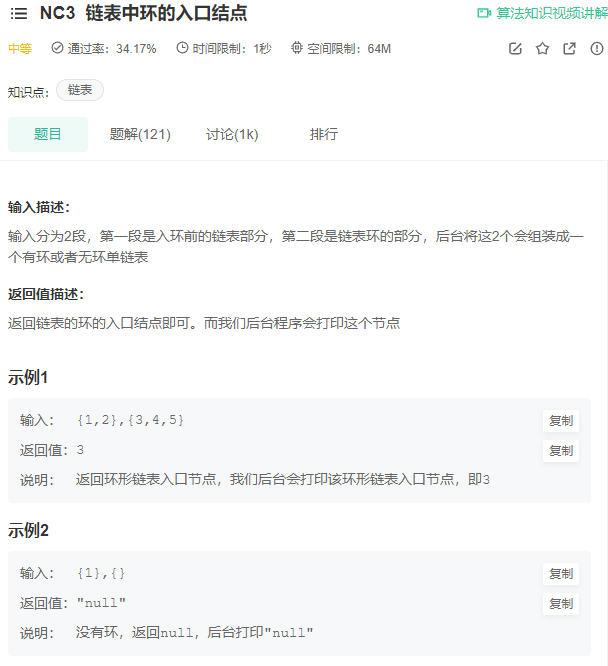 NC3 链表中环的入口结点
算法知识视频讲解
中等 通过率：34.17% 时间限制：1秒 空间限制：64M
知识点： 链表
题目 题解(121) 讨论(1k) 排行
输入描述：
输入分为2段，第一段是入环前的链表部分，第二段是链表环的部分，后台将这2个会组装成一
个有环或者无环单链表
返回值描述：
返回链表的环的入口结点即可。而我们后台程序会打印这个节点
示例1
输入： {1,2},{3,4,5} 复制
返回值：3 复制
说明： 返回环形链表入口节点，我们后台会打印该环形链表入口节点，即3
示例2
输入： {1},{} 复制
返回值："null" 复制
说明： 没有环，返回null，后台打印"null"